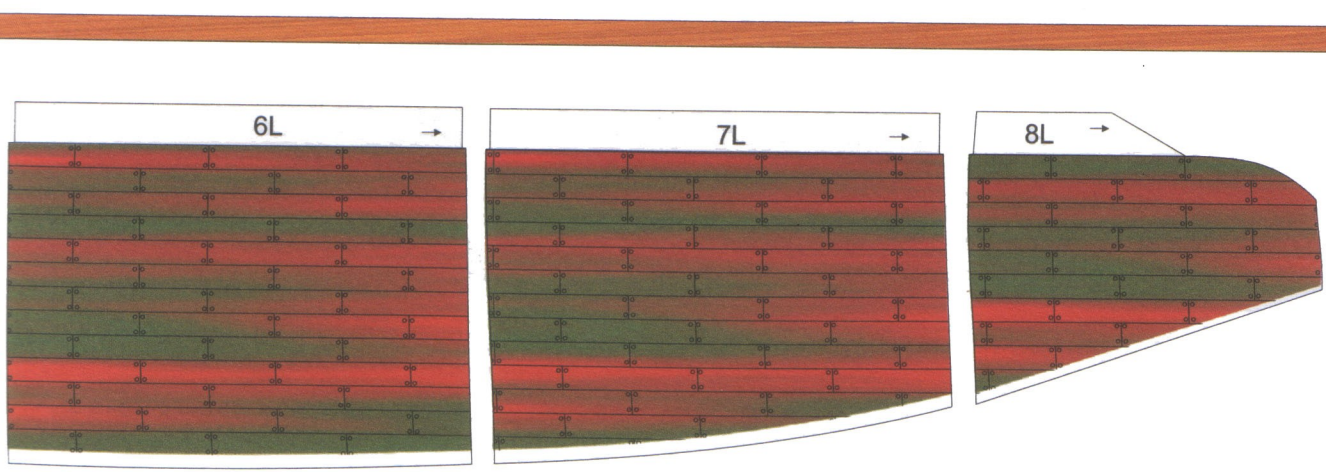 6L →
7L →
8L →